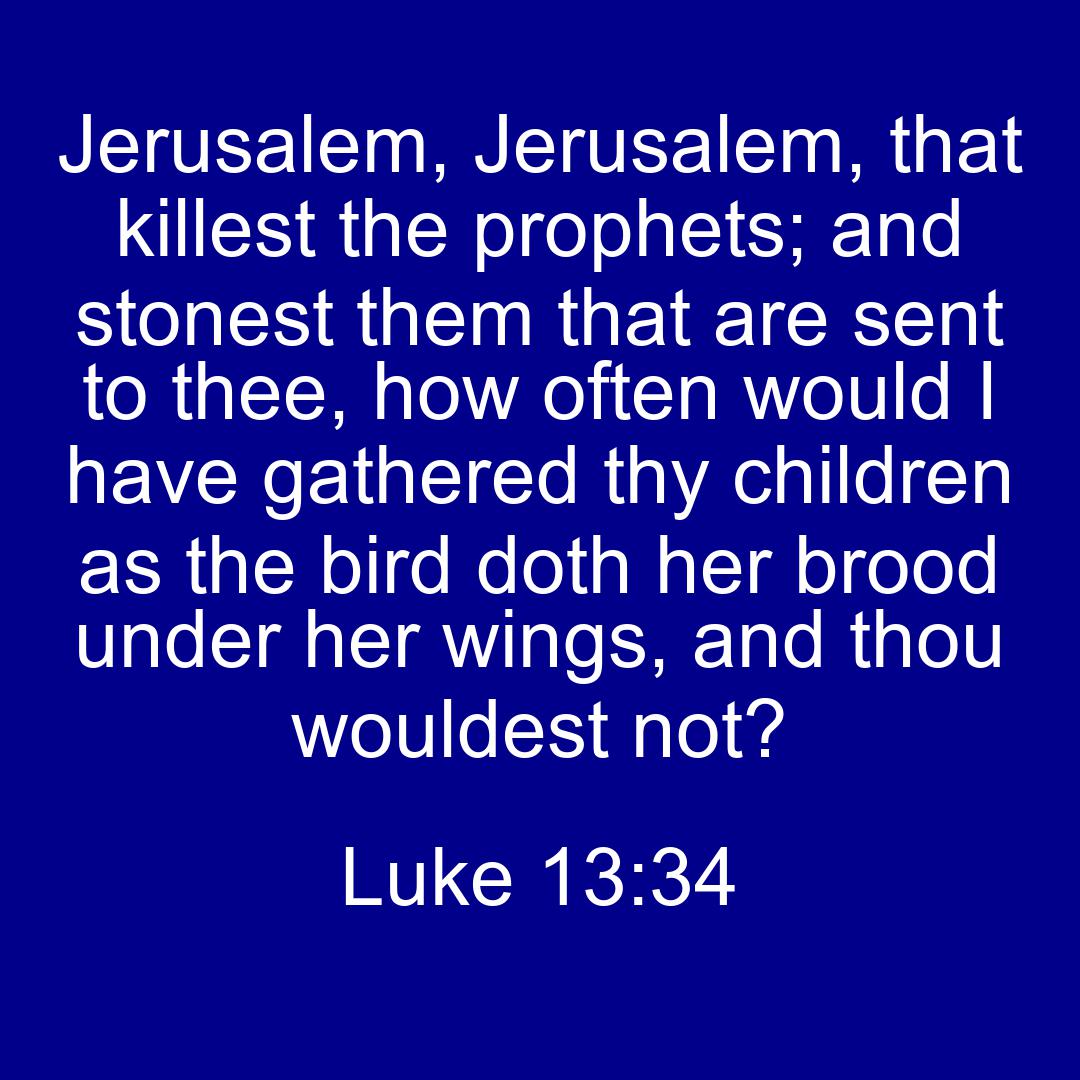 Jerusalem, Jerusalem, that
killest the prophets; and
stonest them that are sent
to thee, how often would I
have gathered thy children
as the bird doth her brood
under her wings, and thou
wouldest not?
Luke 13:34